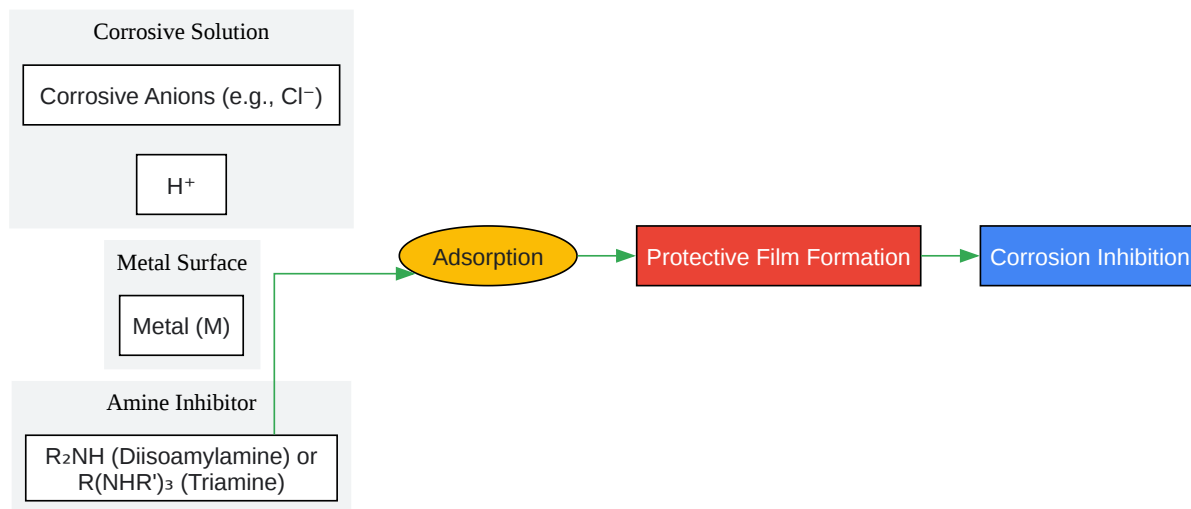 Corrosive Solution
Corrosive Anions (e.g., Cl⁻)
H⁺
Metal Surface
Metal (M)
Amine Inhibitor
R₂NH (Diisoamylamine) or
R(NHR')₃ (Triamine)
Adsorption
Protective Film Formation
Corrosion Inhibition